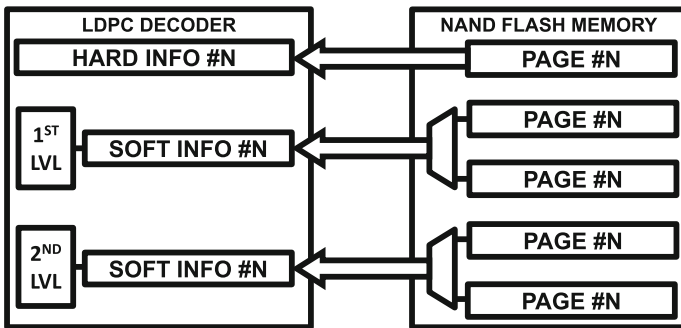 LDPC DECODER
NAND FLASH MEMORY
HARD INFO #N
PAGE #N
1ST
LVL
SOFT INFO #N
PAGE #N
PAGE #N
2ND
LVL
SOFT INFO #N
PAGE #N
PAGE #N